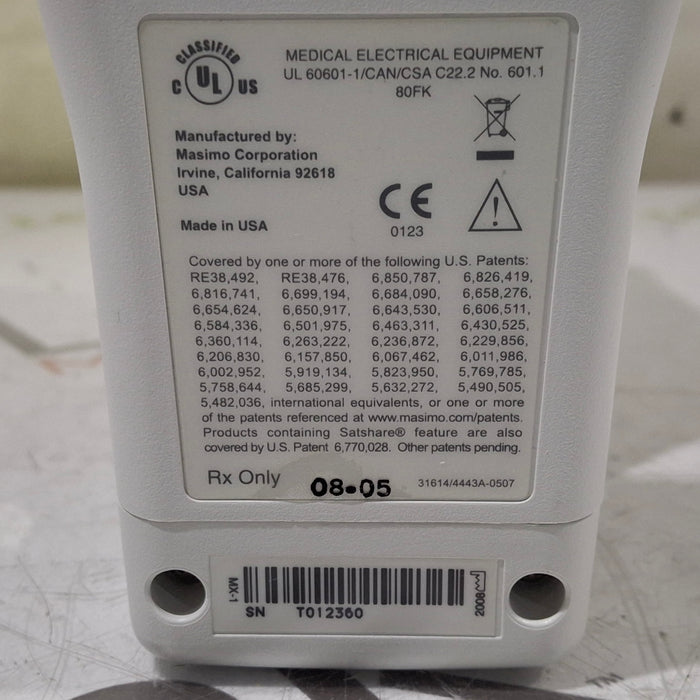 CLASSIFIED
C UL US
MEDICAL ELECTRICAL EQUIPMENT
UL 60601-1/CAN/CSA C22.2 No. 601.1
80FK
Manufactured by:
Masimo Corporation
Irvine, California 92618
USA
Made in USA
CE
0123
Covered by one or more of the following U.S. Patents:
RE38,492, RE38,476, 6,850,787, 6,826,419,
6,816,741, 6,699,194, 6,684,090, 6,658,276,
6,654,624, 6,650,917, 6,643,530, 6,606,511,
6,584,336, 6,501,975, 6,463,311, 6,430,525,
6,360,114, 6,263,222, 6,236,872, 6,229,856,
6,206,830, 6,157,850, 6,067,462, 6,011,986,
6,002,952, 5,919,134, 5,823,950, 5,769,785,
5,758,644, 5,685,299, 5,632,272, 5,490,505,
5,482,036, international equivalents, or one or more
of the patents referenced at www.masimo.com/patents.
Products containing Satshare® feature are also
covered by U.S. Patent 6,770,028. Other patents pending.
Rx Only 08-05 31614/4443A-0507
MX-1
SN T012360
2008
TM